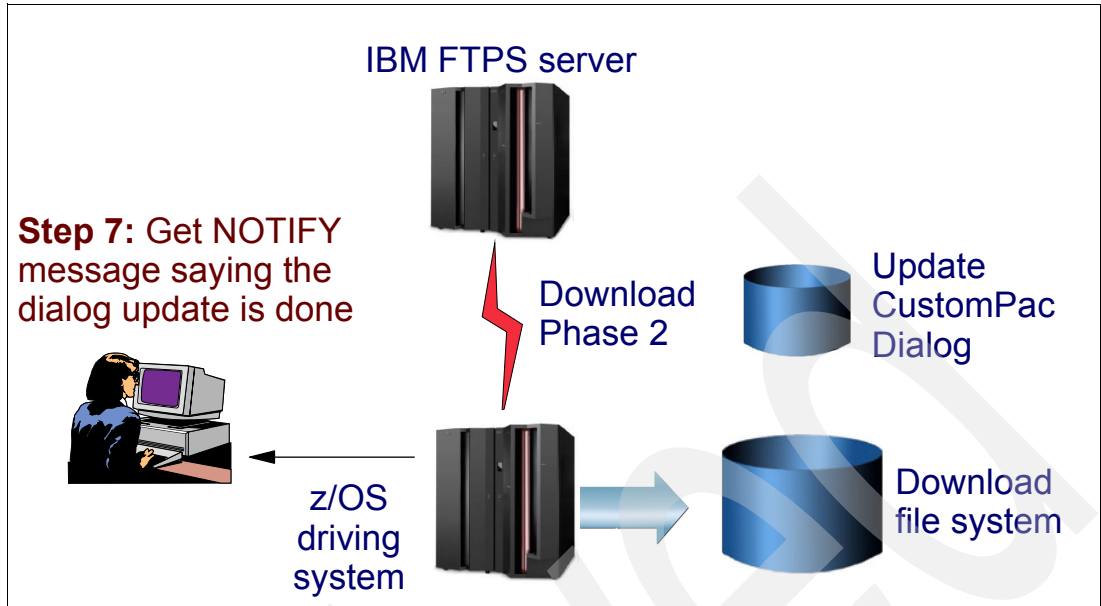 IBM FTPS server
Step 7: Get NOTIFY
message saying the
dialog update is done
Download
Phase 2
Update
CustomPac
Dialog
z/OS
driving
system
Download
file system